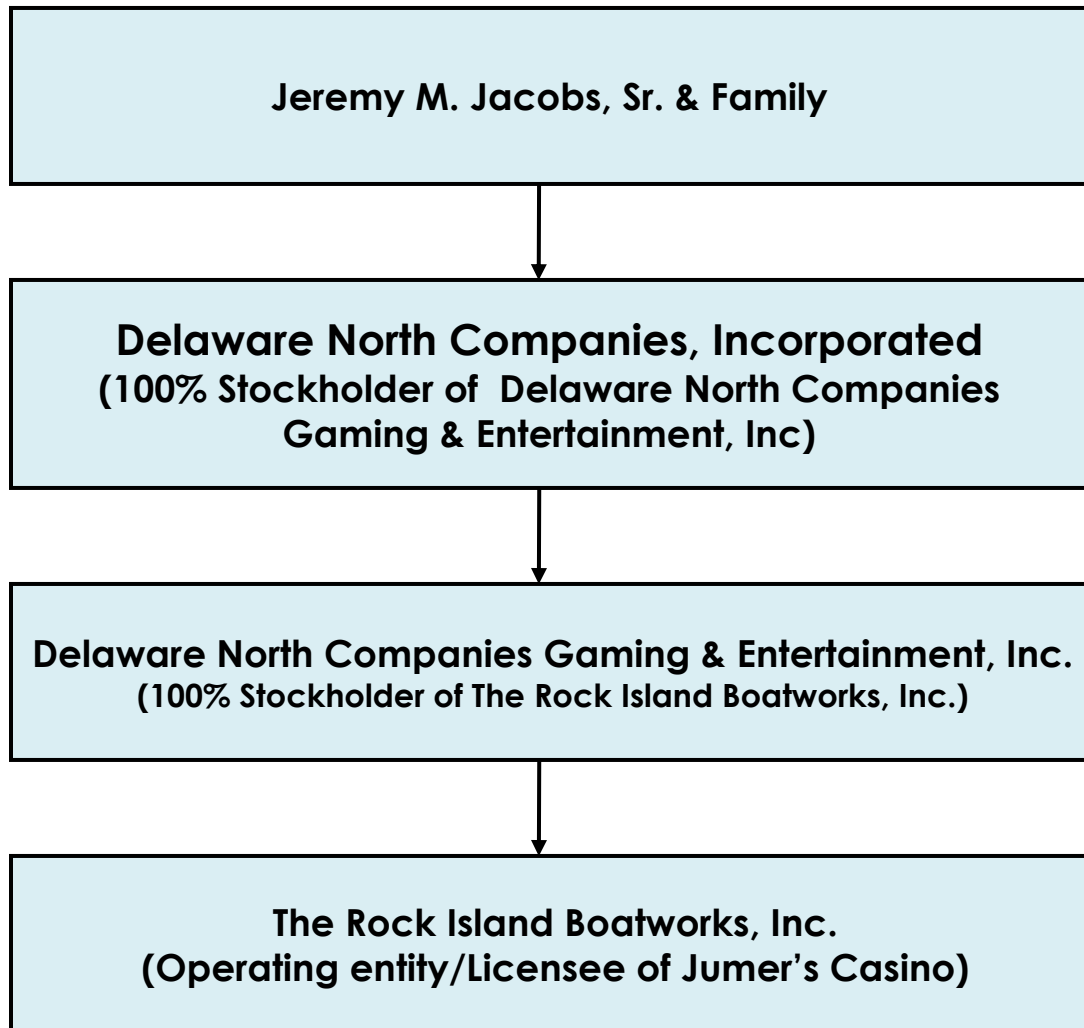 Jeremy M. Jacobs, Sr. & Family
Delaware North Companies, Incorporated
(100% Stockholder of Delaware North Companies
Gaming & Entertainment, Inc)
Delaware North Companies Gaming & Entertainment, Inc.
(100% Stockholder of The Rock Island Boatworks, Inc.)
The Rock Island Boatworks, Inc.
(Operating entity/Licensee of Jumer’s Casino)